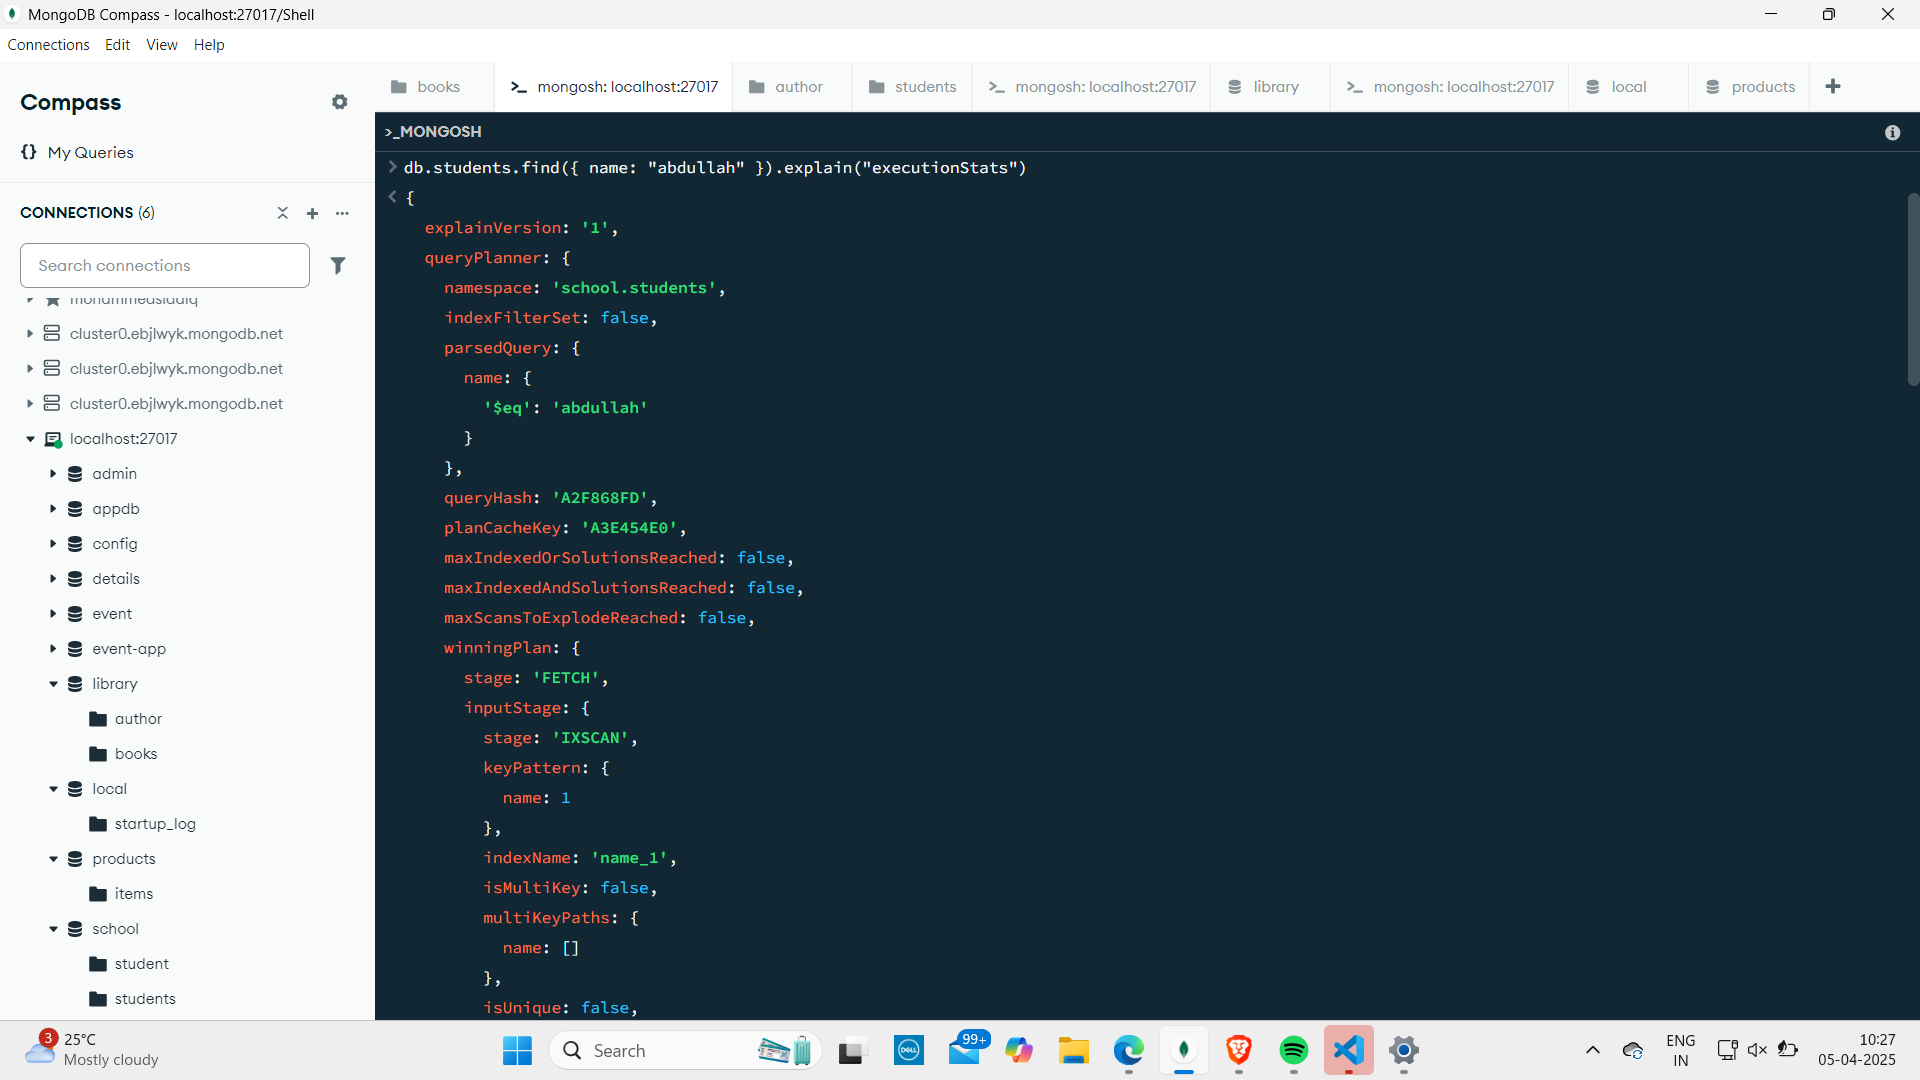 MongoDB Compass - localhost:27017/Shell
Connections Edit View Help
Compass
My Queries
CONNECTIONS (6)
Search connections
mohammedsiddiq
cluster0.ebjlwyk.mongodb.net
cluster0.ebjlwyk.mongodb.net
cluster0.ebjlwyk.mongodb.net
localhost:27017
admin
appdb
config
details
event
event-app
library
author
books
local
startup_log
products
items
school
student
students
books
>_ mongosh: localhost:27017
author
students
>_ mongosh: localhost:27017
library
>_ mongosh: localhost:27017
local
products
>_MONGOSH
> db.students.find({ name: "abdullah" }).explain("executionStats")
< {
explainVersion: '1',
queryPlanner: {
namespace: 'school.students',
indexFilterSet: false,
parsedQuery: {
name: {
'$eq': 'abdullah'
}
},
queryHash: 'A2F868FD',
planCacheKey: 'A3E454E0',
maxIndexedOrSolutionsReached: false,
maxIndexedAndSolutionsReached: false,
maxScansToExplodeReached: false,
winningPlan: {
stage: 'FETCH',
inputStage: {
stage: 'IXSCAN',
keyPattern: {
name: 1
},
indexName: 'name_1',
isMultiKey: false,
multiKeyPaths: {
name: []
},
isUnique: false,
3
25°C
Mostly cloudy
Search
DELL
99+
ENG
IN
10:27
05-04-2025